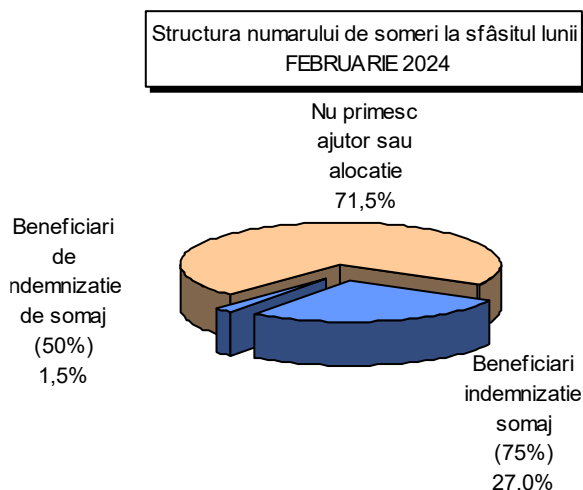 Structura numarului de someri la sfâsitul lunii
FEBRUARIE 2024
Nu primesc
ajutor sau
alocatie
71,5%
Beneficiari
de
indemnizatie
de somaj
(50%)
1,5%
Beneficiari
indemnizatie
somaj
(75%)
27,0%